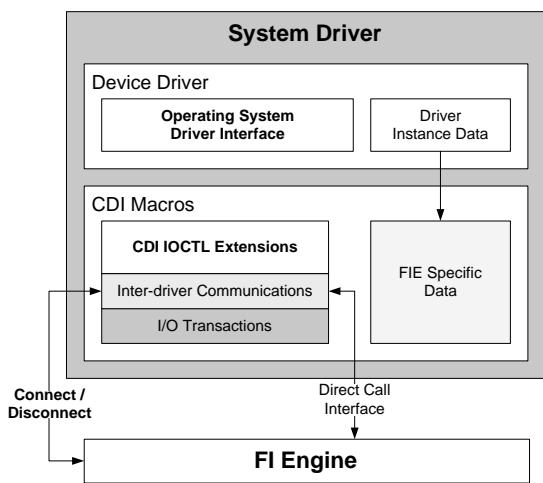 System Driver
Device Driver
Operating System
Driver Interface
Driver
Instance Data
CDI Macros
CDI IOCTL Extensions
Inter-driver Communications
I/O Transactions
FIE Specific
Data
Connect /
Disconnect
Direct Call
Interface
FI Engine